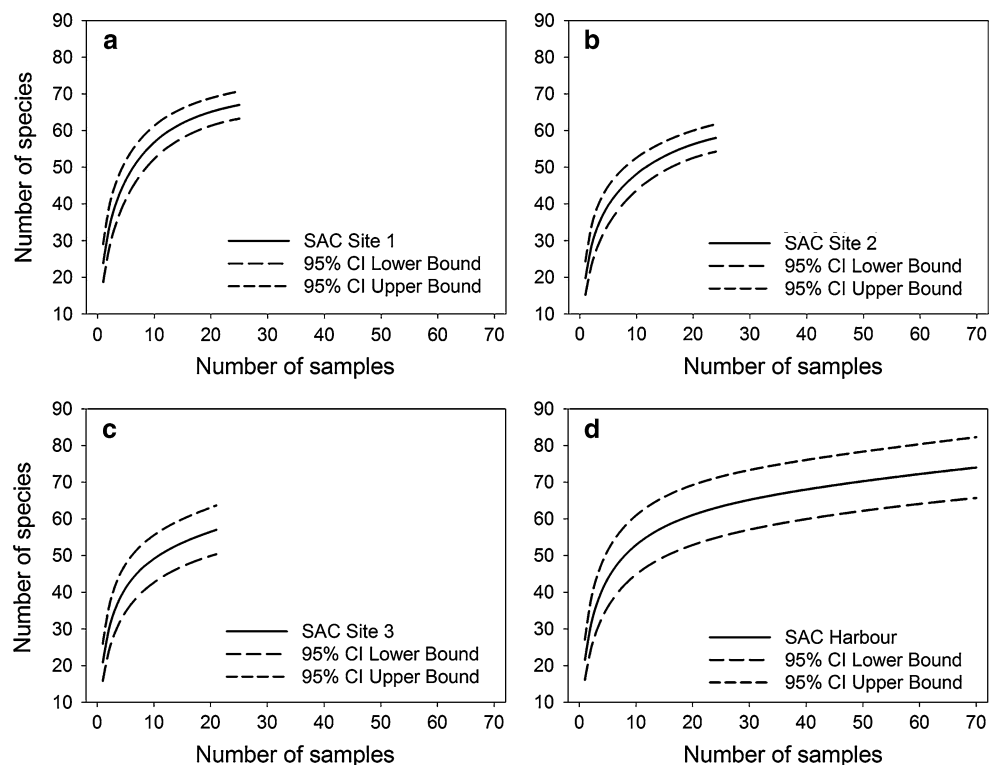 a
90
80
70
60
50
40
30
20
10
Number of species
SAC Site 1
95% CI Lower Bound
95% CI Upper Bound
0 10 20 30 40 50 60 70
Number of samples
b
90
80
70
60
50
40
30
20
10
SAC Site 2
95% CI Lower Bound
95% CI Upper Bound
0 10 20 30 40 50 60 70
Number of samples
c
90
80
70
60
50
40
30
20
10
Number of species
SAC Site 3
95% CI Lower Bound
95% CI Upper Bound
0 10 20 30 40 50 60 70
Number of samples
d
90
80
70
60
50
40
30
20
10
SAC Harbour
95% CI Lower Bound
95% CI Upper Bound
0 10 20 30 40 50 60 70
Number of samples